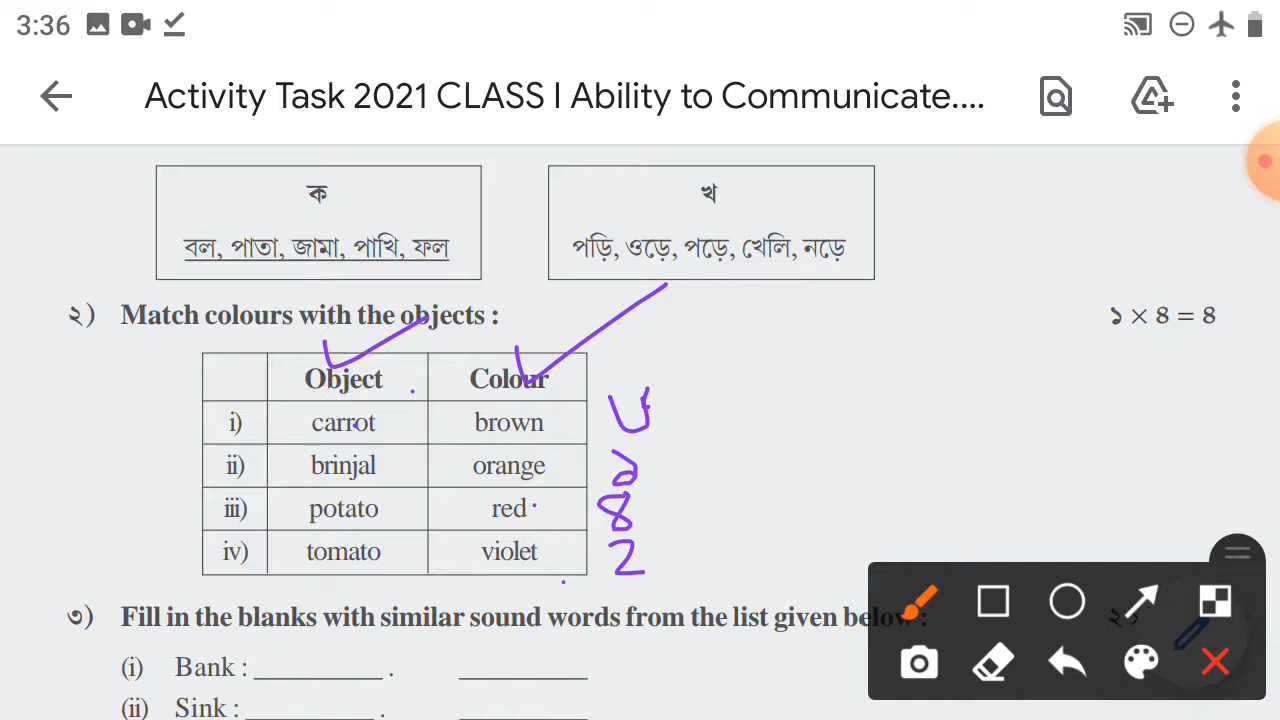 3:36
Activity Task 2021 CLASS I Ability to Communicate....
ক
বল, পাতা, জামা, পাখি, ফল
খ
পড়ি, ওড়ে, পড়ে, খেলি, নড়ে
২) Match colours with the objects : ১ × 8 = 8
Object Colour
i) carrot brown
ii) brinjal orange
iii) potato red
iv) tomato violet 2
৩) Fill in the blanks with similar sound words from the list given below :
(i) Bank : __________ . __________
(ii) Sink : __________ . __________